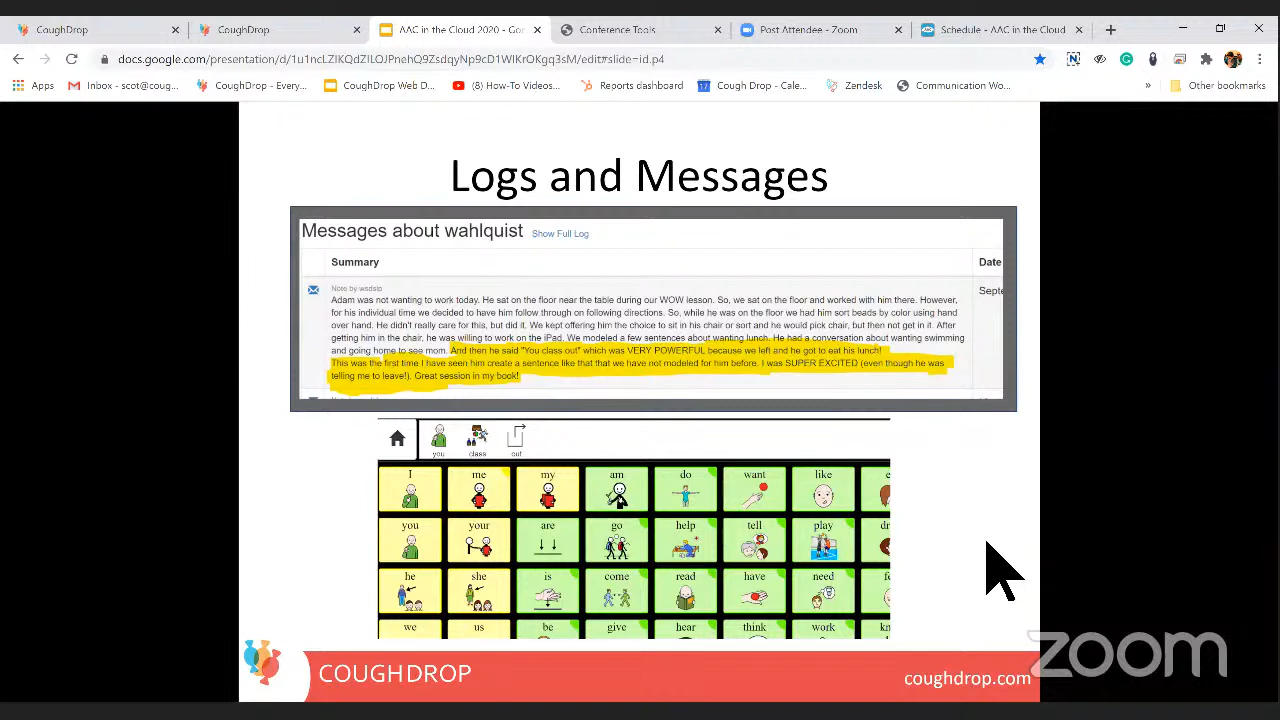 CoughDrop
CoughDrop
AAC in the Cloud 2020 - Gor
Conference Tools
Post Attendee - Zoom
Schedule - AAC in the Cloud
Apps
Inbox - scot@coug...
CoughDrop - Every...
CoughDrop Web D...
(8) How-To Videos...
Reports dashboard
Cough Drop - Cale...
Zendesk
Communication Wo...
Other bookmarks
Logs and Messages
Messages about wahlquist Show Full Log
Summary Date
Note by wsdslp
Adam was not wanting to work today. He sat on the floor near the table during our WOW lesson. So, we sat on the floor and worked with him there. However, Septe
for his individual time we decided to have him follow through on following directions. So, while he was on the floor we had him sort beads by color using hand
over hand. He didn't really care for this, but did it. We kept offering him the choice to sit in his chair or sort and he would pick chair, but then not get in it. After
getting him in the chair, he was willing to work on the iPad. We modeled a few sentences about wanting lunch. He had a conversation about wanting swimming
and going home to see mom. And then he said "You class out" which was VERY POWERFUL because we left and he got to eat his lunch!
This was the first time I have seen him create a sentence like that that we have not modeled for him before. I was SUPER EXCITED (even though he was
telling me to leave!). Great session in my book!
you class out
I me my am do want like
you your are go help tell play dr
he she is come read have need fe
we us be give hear think work kn
COUGHDROP
coughdrop.com
zoom